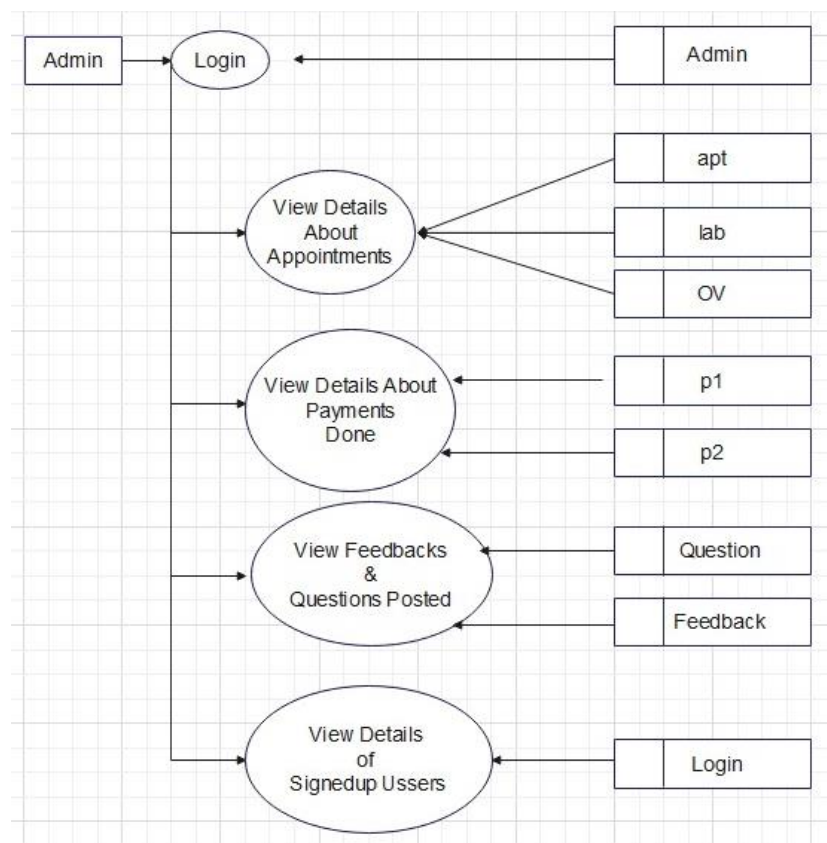 Admin
Login
Admin
View Details
About
Appointments
apt
lab
OV
View Details About
Payments
Done
p1
p2
View Feedbacks
&
Questions Posted
Question
Feedback
View Details
of
Signedup Ussers
Login